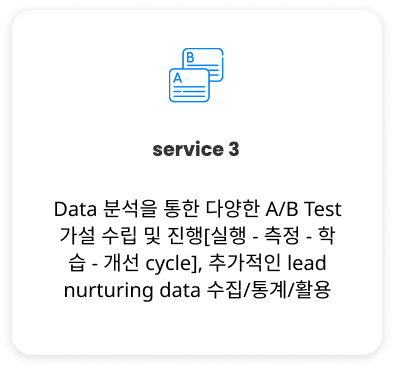 B
A
service 3
Data 분석을 통한 다양한 A/B Test
가설 수립 및 진행[실행 - 측정 - 학
습 - 개선 cycle], 추가적인 lead
nurturing data 수집/통계/활용